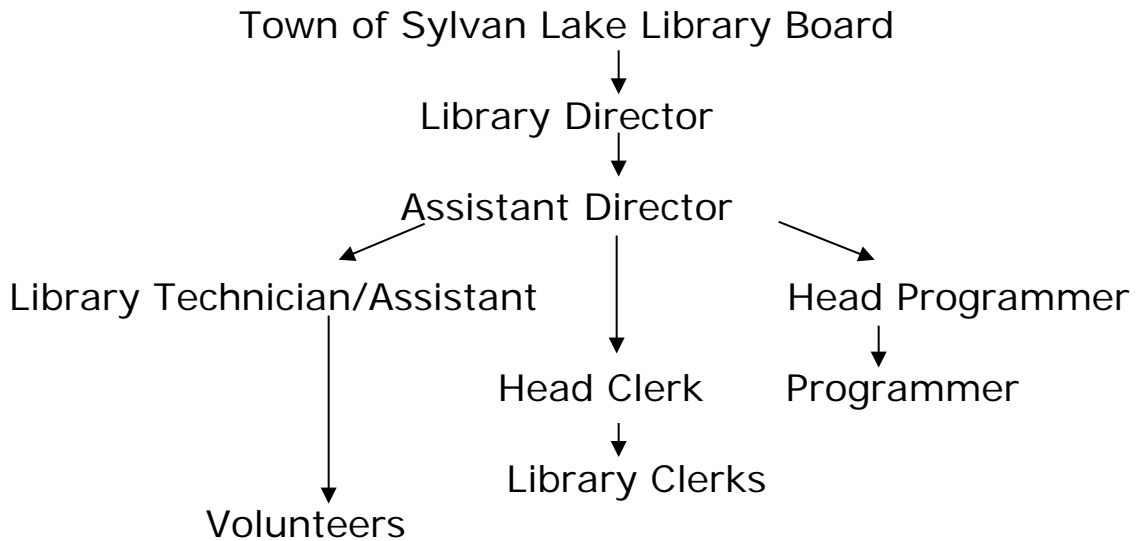 Town of Sylvan Lake Library Board
Library Director
Assistant Director
Library Technician/Assistant
Head Programmer
Head Clerk
Programmer
Library Clerks
Volunteers